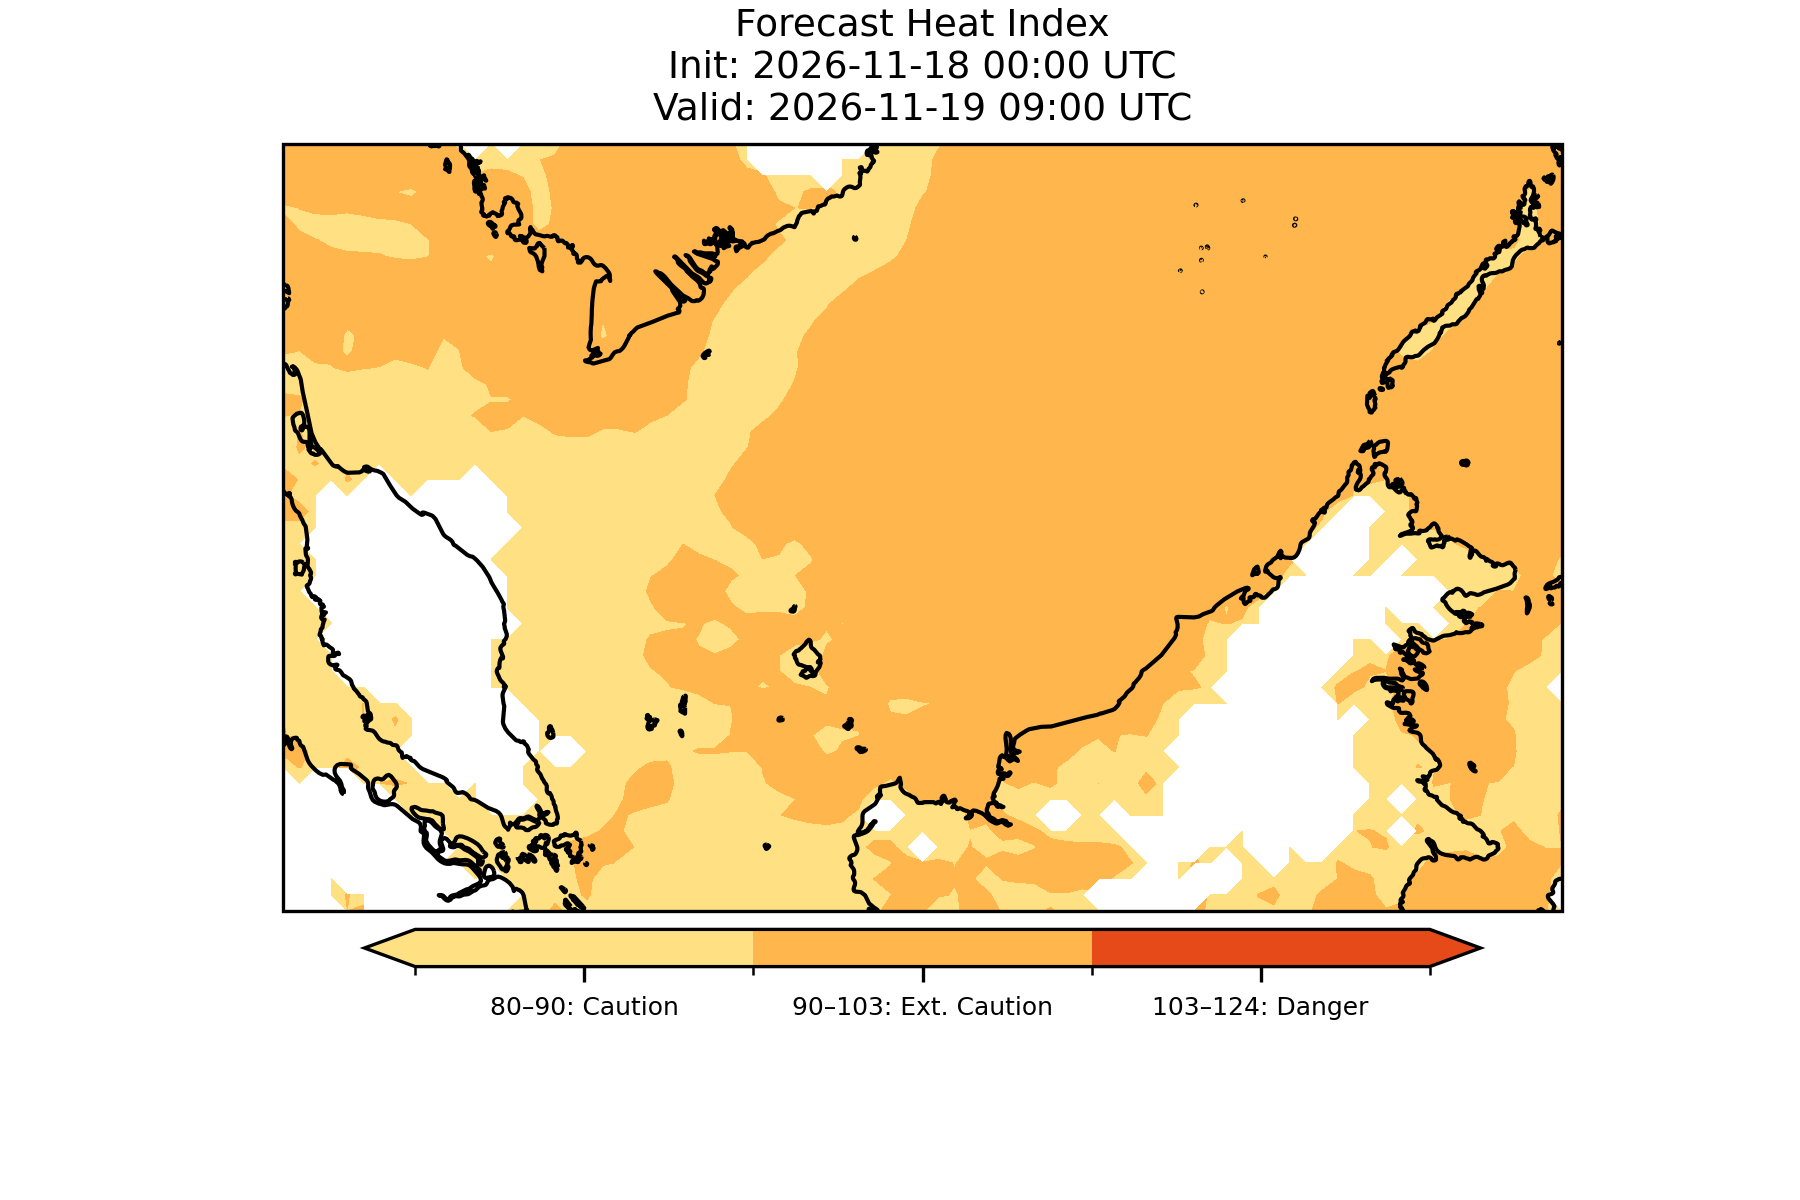 Forecast Heat Index
Init: 2026-11-18 00:00 UTC
Valid: 2026-11-19 09:00 UTC
80–90: Caution
90–103: Ext. Caution
103–124: Danger